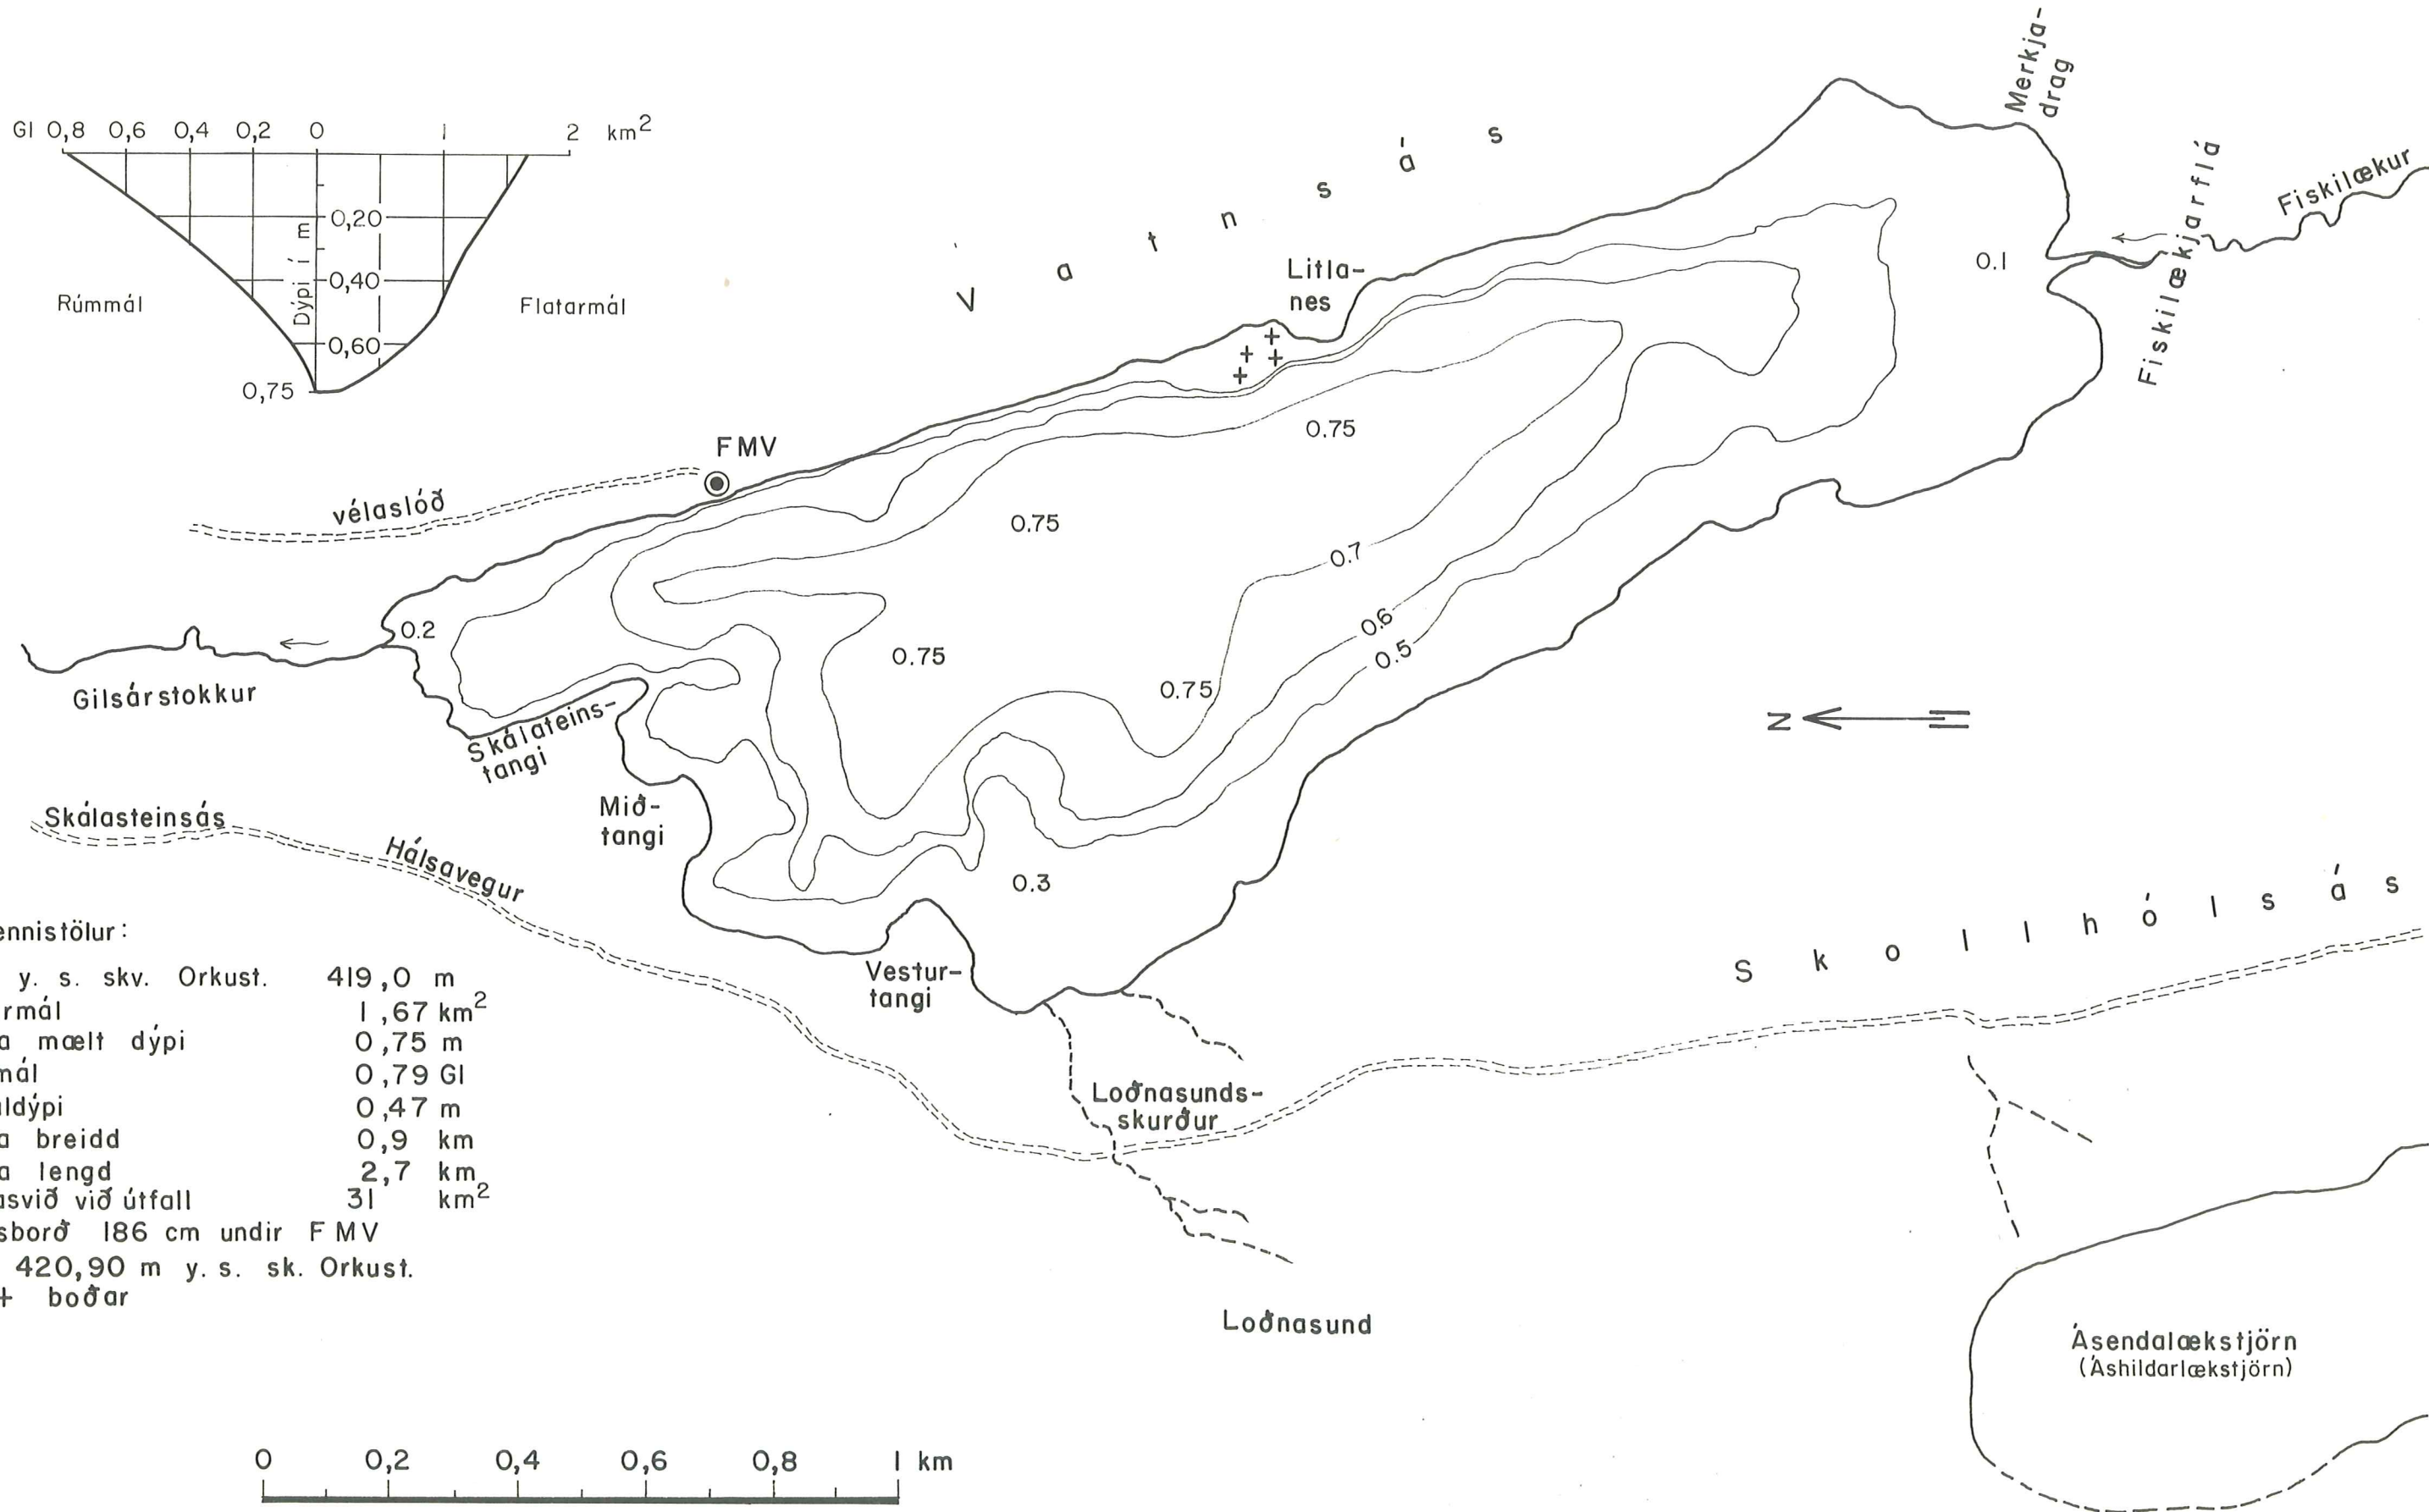 Gl 0,8 0,6 0,4 0,2 0 1 2 km²
0,20
0,40
0,60
0,75
Dýpi í m
Rúmmál
Flatarmál
Vatnsás
Merkja-
drag
Fiskilækjarflá
Fiskilækur
0.1
Litla-
nes
FMV
vélaslóð
0.75
0.75
0.75
0.75
0.7
0.6
0.5
0.2
0.3
Gilsárstokkur
Skálateins-
tangi
Mið-
tangi
Vestur-
tangi
N
Skálasteinsás
Hálsavegur
Skollhólsás
Loðnasunds-
skurður
Loðnasund
Ásendalækstjörn
(Áshildarlækstjörn)
ennistölur:
y. s. skv. Orkust. 419,0 m
rmál 1,67 km²
a mælt dýpi 0,75 m
nál 0,79 Gl
ldýpi 0,47 m
a breidd 0,9 km
a lengd 2,7 km
asvið við útfall 31 km²
sborð 186 cm undir FMV
420,90 m y. s. sk. Orkust.
+ boðar
0 0,2 0,4 0,6 0,8 1 km